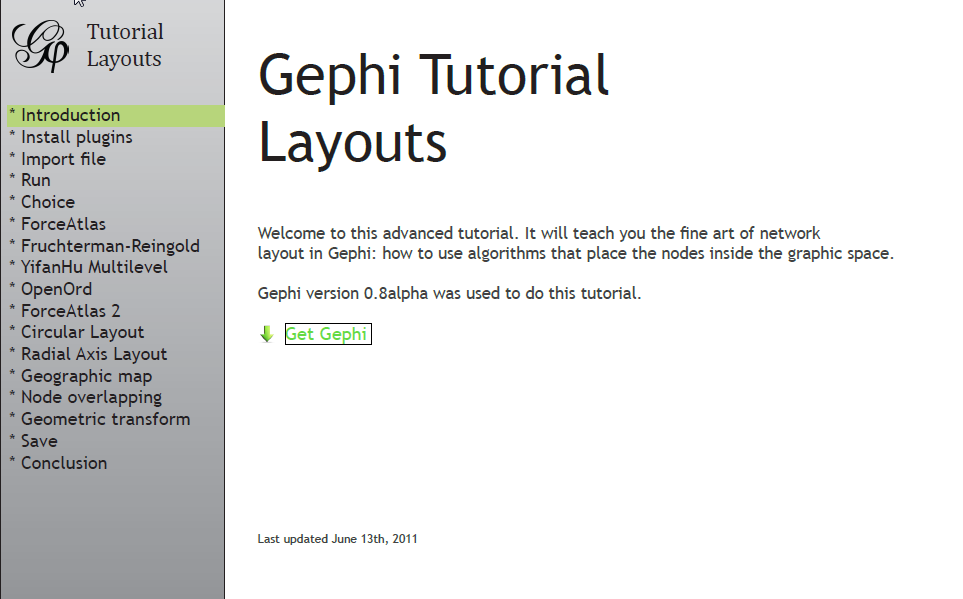 Tutorial
Layouts
* Introduction
* Install plugins
* Import file
* Run
* Choice
* ForceAtlas
* Fruchterman-Reingold
* YifanHu Multilevel
* OpenOrd
* ForceAtlas 2
* Circular Layout
* Radial Axis Layout
* Geographic map
* Node overlapping
* Geometric transform
* Save
* Conclusion
Gephi Tutorial
Layouts
Welcome to this advanced tutorial. It will teach you the fine art of network
layout in Gephi: how to use algorithms that place the nodes inside the graphic space.
Gephi version 0.8alpha was used to do this tutorial.
Get Gephi
Last updated June 13th, 2011